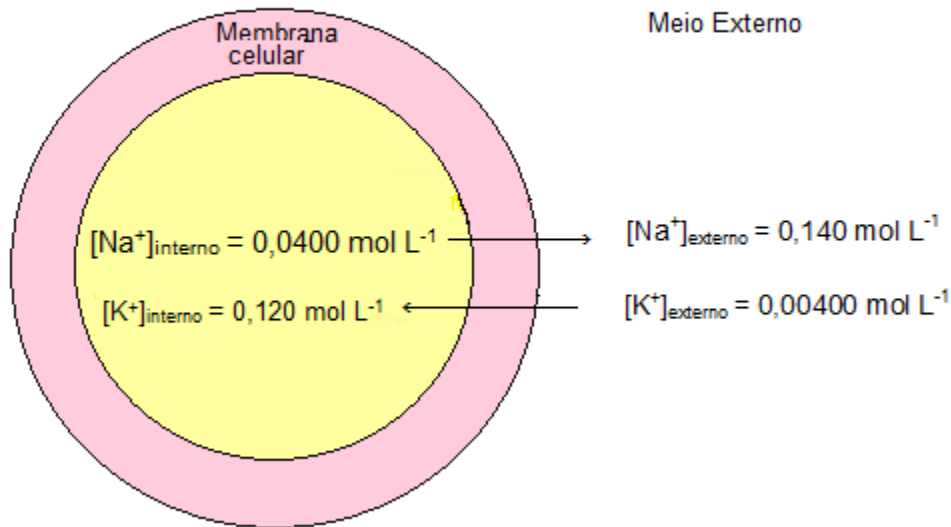 Membrana
celular
Meio Externo
[Na⁺]interno = 0,0400 mol L⁻¹
[Na⁺]externo = 0,140 mol L⁻¹
[K⁺]interno = 0,120 mol L⁻¹
[K⁺]externo = 0,00400 mol L⁻¹